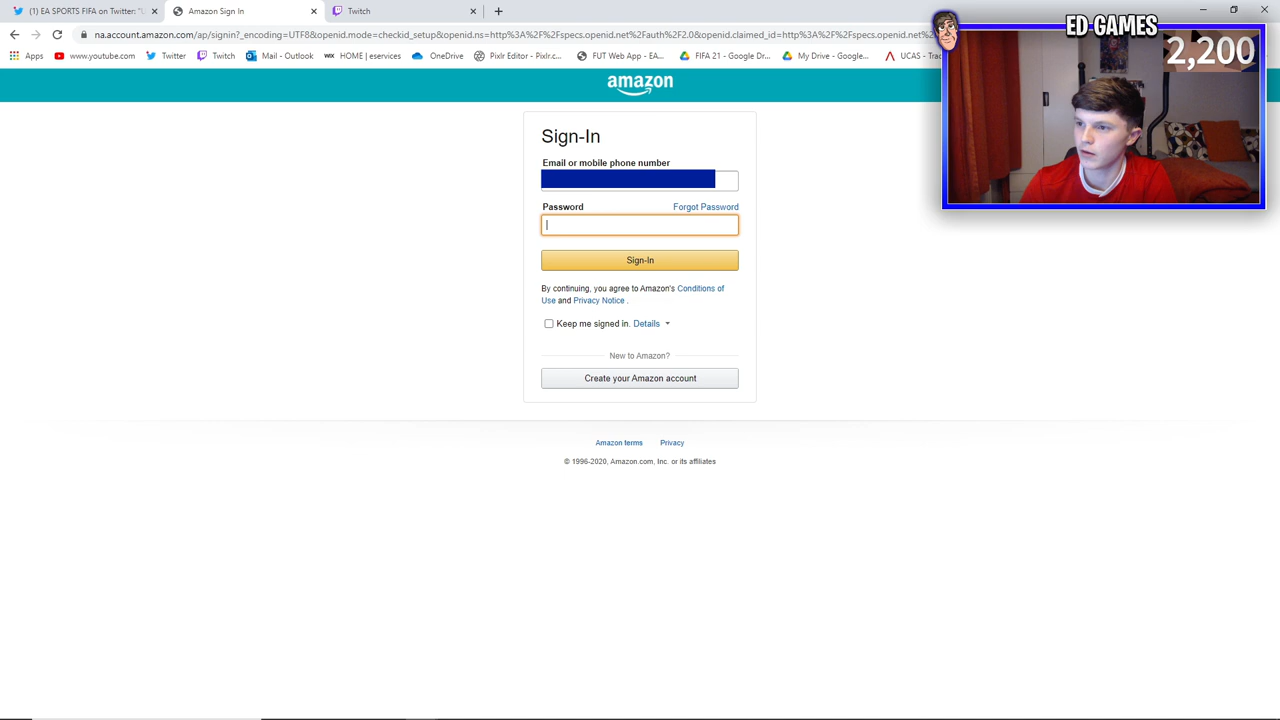 (1) EA SPORTS FIFA on Twitter: "U
Amazon Sign In
Twitch
na.account.amazon.com/ap/signin?_encoding=UTF8&openid.mode=checkid_setup&openid.ns=http%3A%2F%2Fspecs.openid.net%2Fauth%2F2.0&openid.claimed_id=http%3A%2F%2Fspecs.openid.net%2
Apps
www.youtube.com
Twitter
Twitch
Mail - Outlook
HOME | eservices
OneDrive
Pixlr Editor - Pixlr.c...
FUT Web App - EA...
FIFA 21 - Google Dr...
My Drive - Google...
UCAS - Trac
ED-GAMES
2,200
amazon
Sign-In
Email or mobile phone number
Password
Forgot Password
Sign-In
By continuing, you agree to Amazon's Conditions of
Use and Privacy Notice .
Keep me signed in. Details
New to Amazon?
Create your Amazon account
Amazon terms
Privacy
© 1996-2020, Amazon.com, Inc. or its affiliates